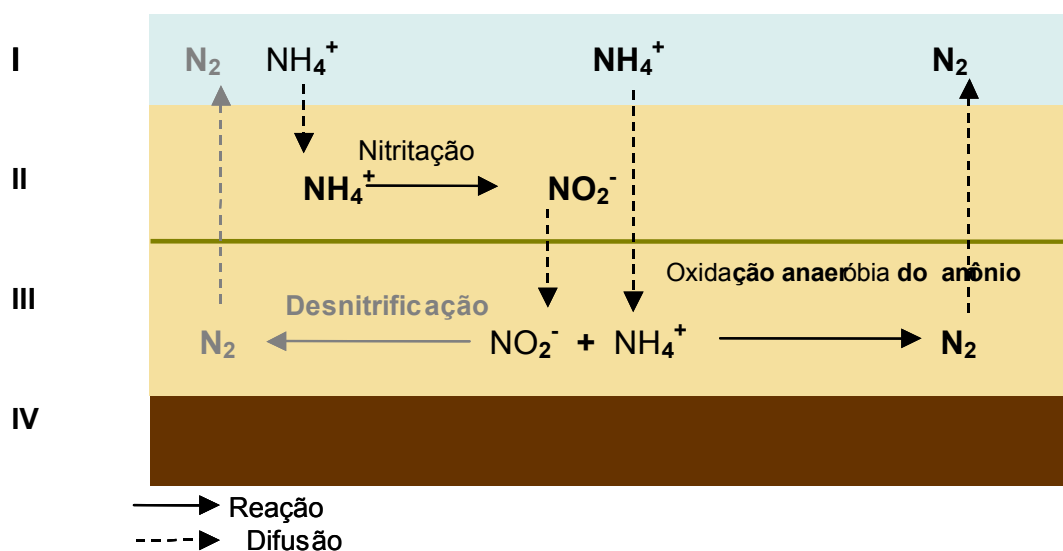 I N₂ NH₄⁺ NH₄⁺ N₂
Nitritação
II NH₄⁺ NO₂⁻
Oxidação anaeróbia do amônio
III Desnitrificação
N₂ NO₂⁻ + NH₄⁺ N₂
IV
Reação
Difusão